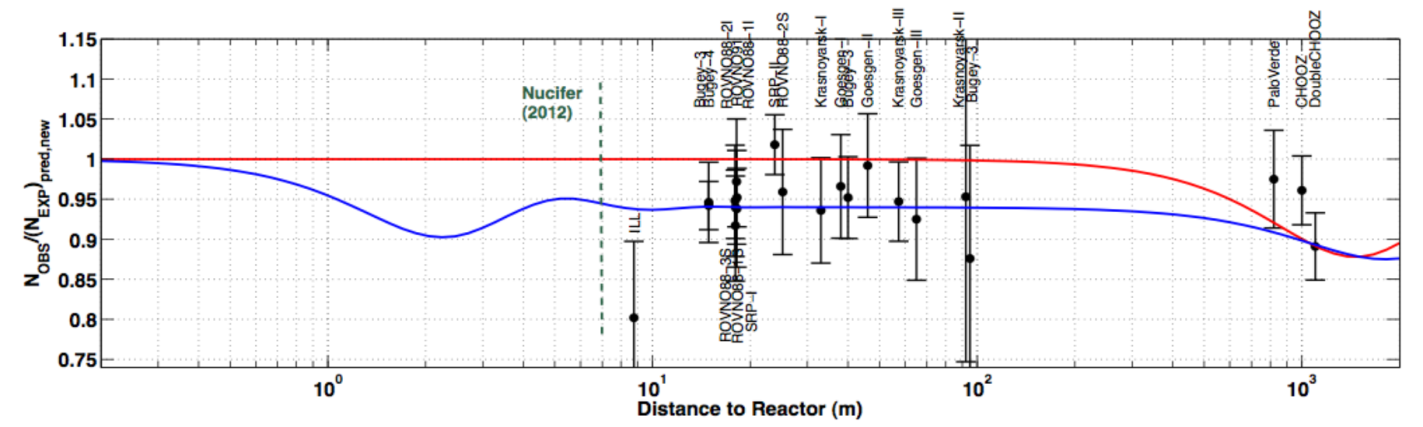 1.15
1.1
1.05
1
0.95
0.9
0.85
0.8
0.75
N_OBS/(N_EXP)_pred,new
Nucifer
(2012)
ILL
Bugey−3
Bugey−4
ROVNO88−2I
ROVNO91
ROVNO88−1I
SRP−II
ROVNO88−2S
Krasnoyarsk−I
Goesgen−I
Bugey−3
Goesgen−II
Krasnoyarsk−III
Goesgen−III
Krasnoyarsk−II
Bugey−3
PaloVerde
CHOOZ
DoubleCHOOZ
ROVNO88−3S
SRP−I
10^0
10^1
10^2
10^3
Distance to Reactor (m)